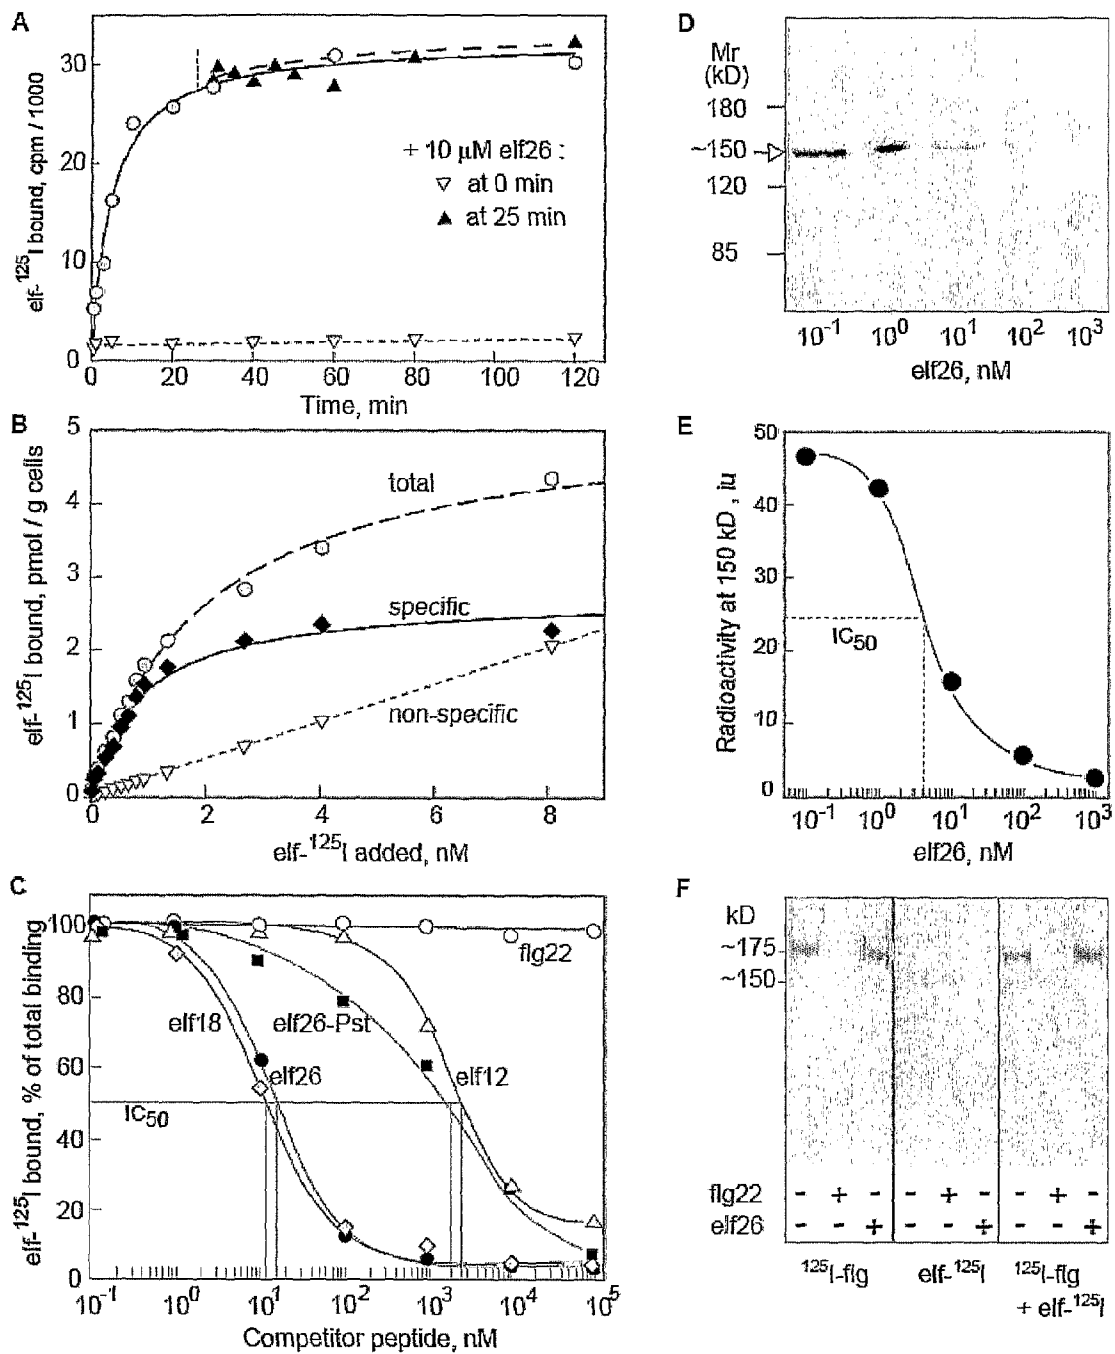 A
elf-125I bound, cpm / 1000
30
20
10
0
+ 10 µM elf26 :
at 0 min
at 25 min
0 20 40 60 80 100 120
Time, min
B
elf-125I bound, pmol / g cells
5
4
3
2
1
0
total
specific
non-specific
0 2 4 6 8
elf-125I added, nM
C
elf-125I bound, % of total binding
100
80
60
40
20
0
flg22
elf18
elf26-Pst
elf26
elf12
IC50
10-1 100 101 102 103 104 105
Competitor peptide, nM
D
Mr
(kD)
180
~150
120
85
10-1 100 101 102 103
elf26, nM
E
Radioactivity at 150 kD , iu
50
40
30
20
10
0
IC50
10-1 100 101 102 103
elf26, nM
F
kD
~175
~150
flg22 - + - - + - - + -
elf26 - - + - - + - - +
125I-flg elf-125I 125I-flg
+ elf-125I